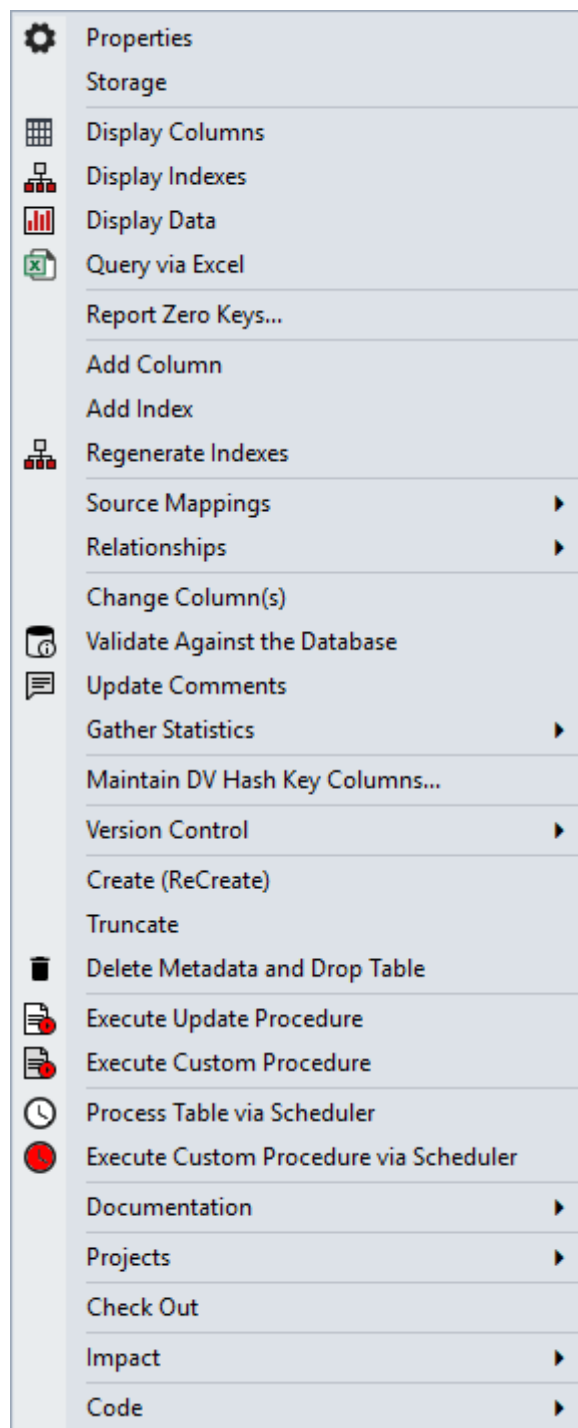 Properties
Storage
Display Columns
Display Indexes
Display Data
Query via Excel
Report Zero Keys...
Add Column
Add Index
Regenerate Indexes
Source Mappings
Relationships
Change Column(s)
Validate Against the Database
Update Comments
Gather Statistics
Maintain DV Hash Key Columns...
Version Control
Create (ReCreate)
Truncate
Delete Metadata and Drop Table
Execute Update Procedure
Execute Custom Procedure
Process Table via Scheduler
Execute Custom Procedure via Scheduler
Documentation
Projects
Check Out
Impact
Code